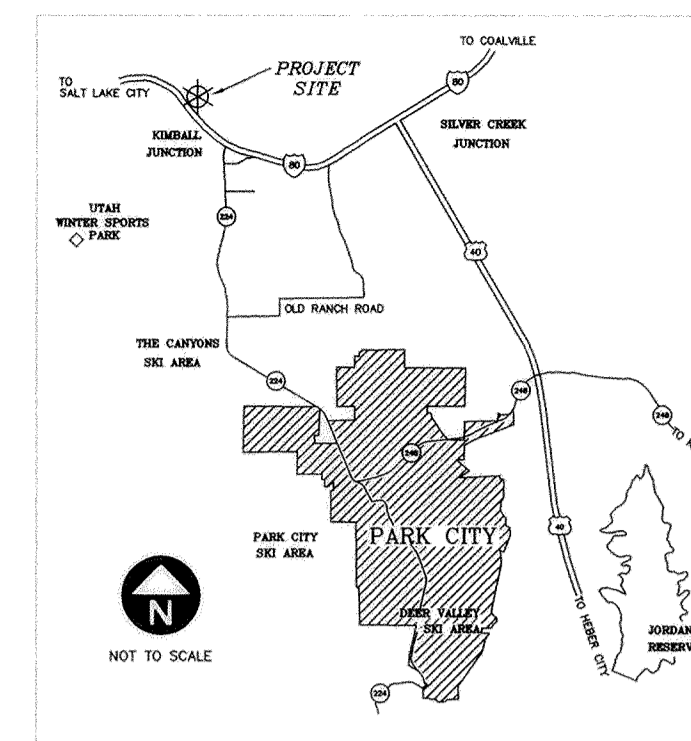 TO COALVILLE
PROJECT
SITE
TO
SALT LAKE CITY
80
KIMBALL
JUNCTION
SILVER CREEK
JUNCTION
80
UTAH
WINTER SPORTS
PARK
224
40
OLD RANCH ROAD
THE CANYONS
SKI AREA
224
248
248
TO
248
PARK CITY
PARK CITY
SKI AREA
40
N
NOT TO SCALE
DEER VALLEY
SKI AREA
TO HEBER CITY
JORDAN
RESERV
224